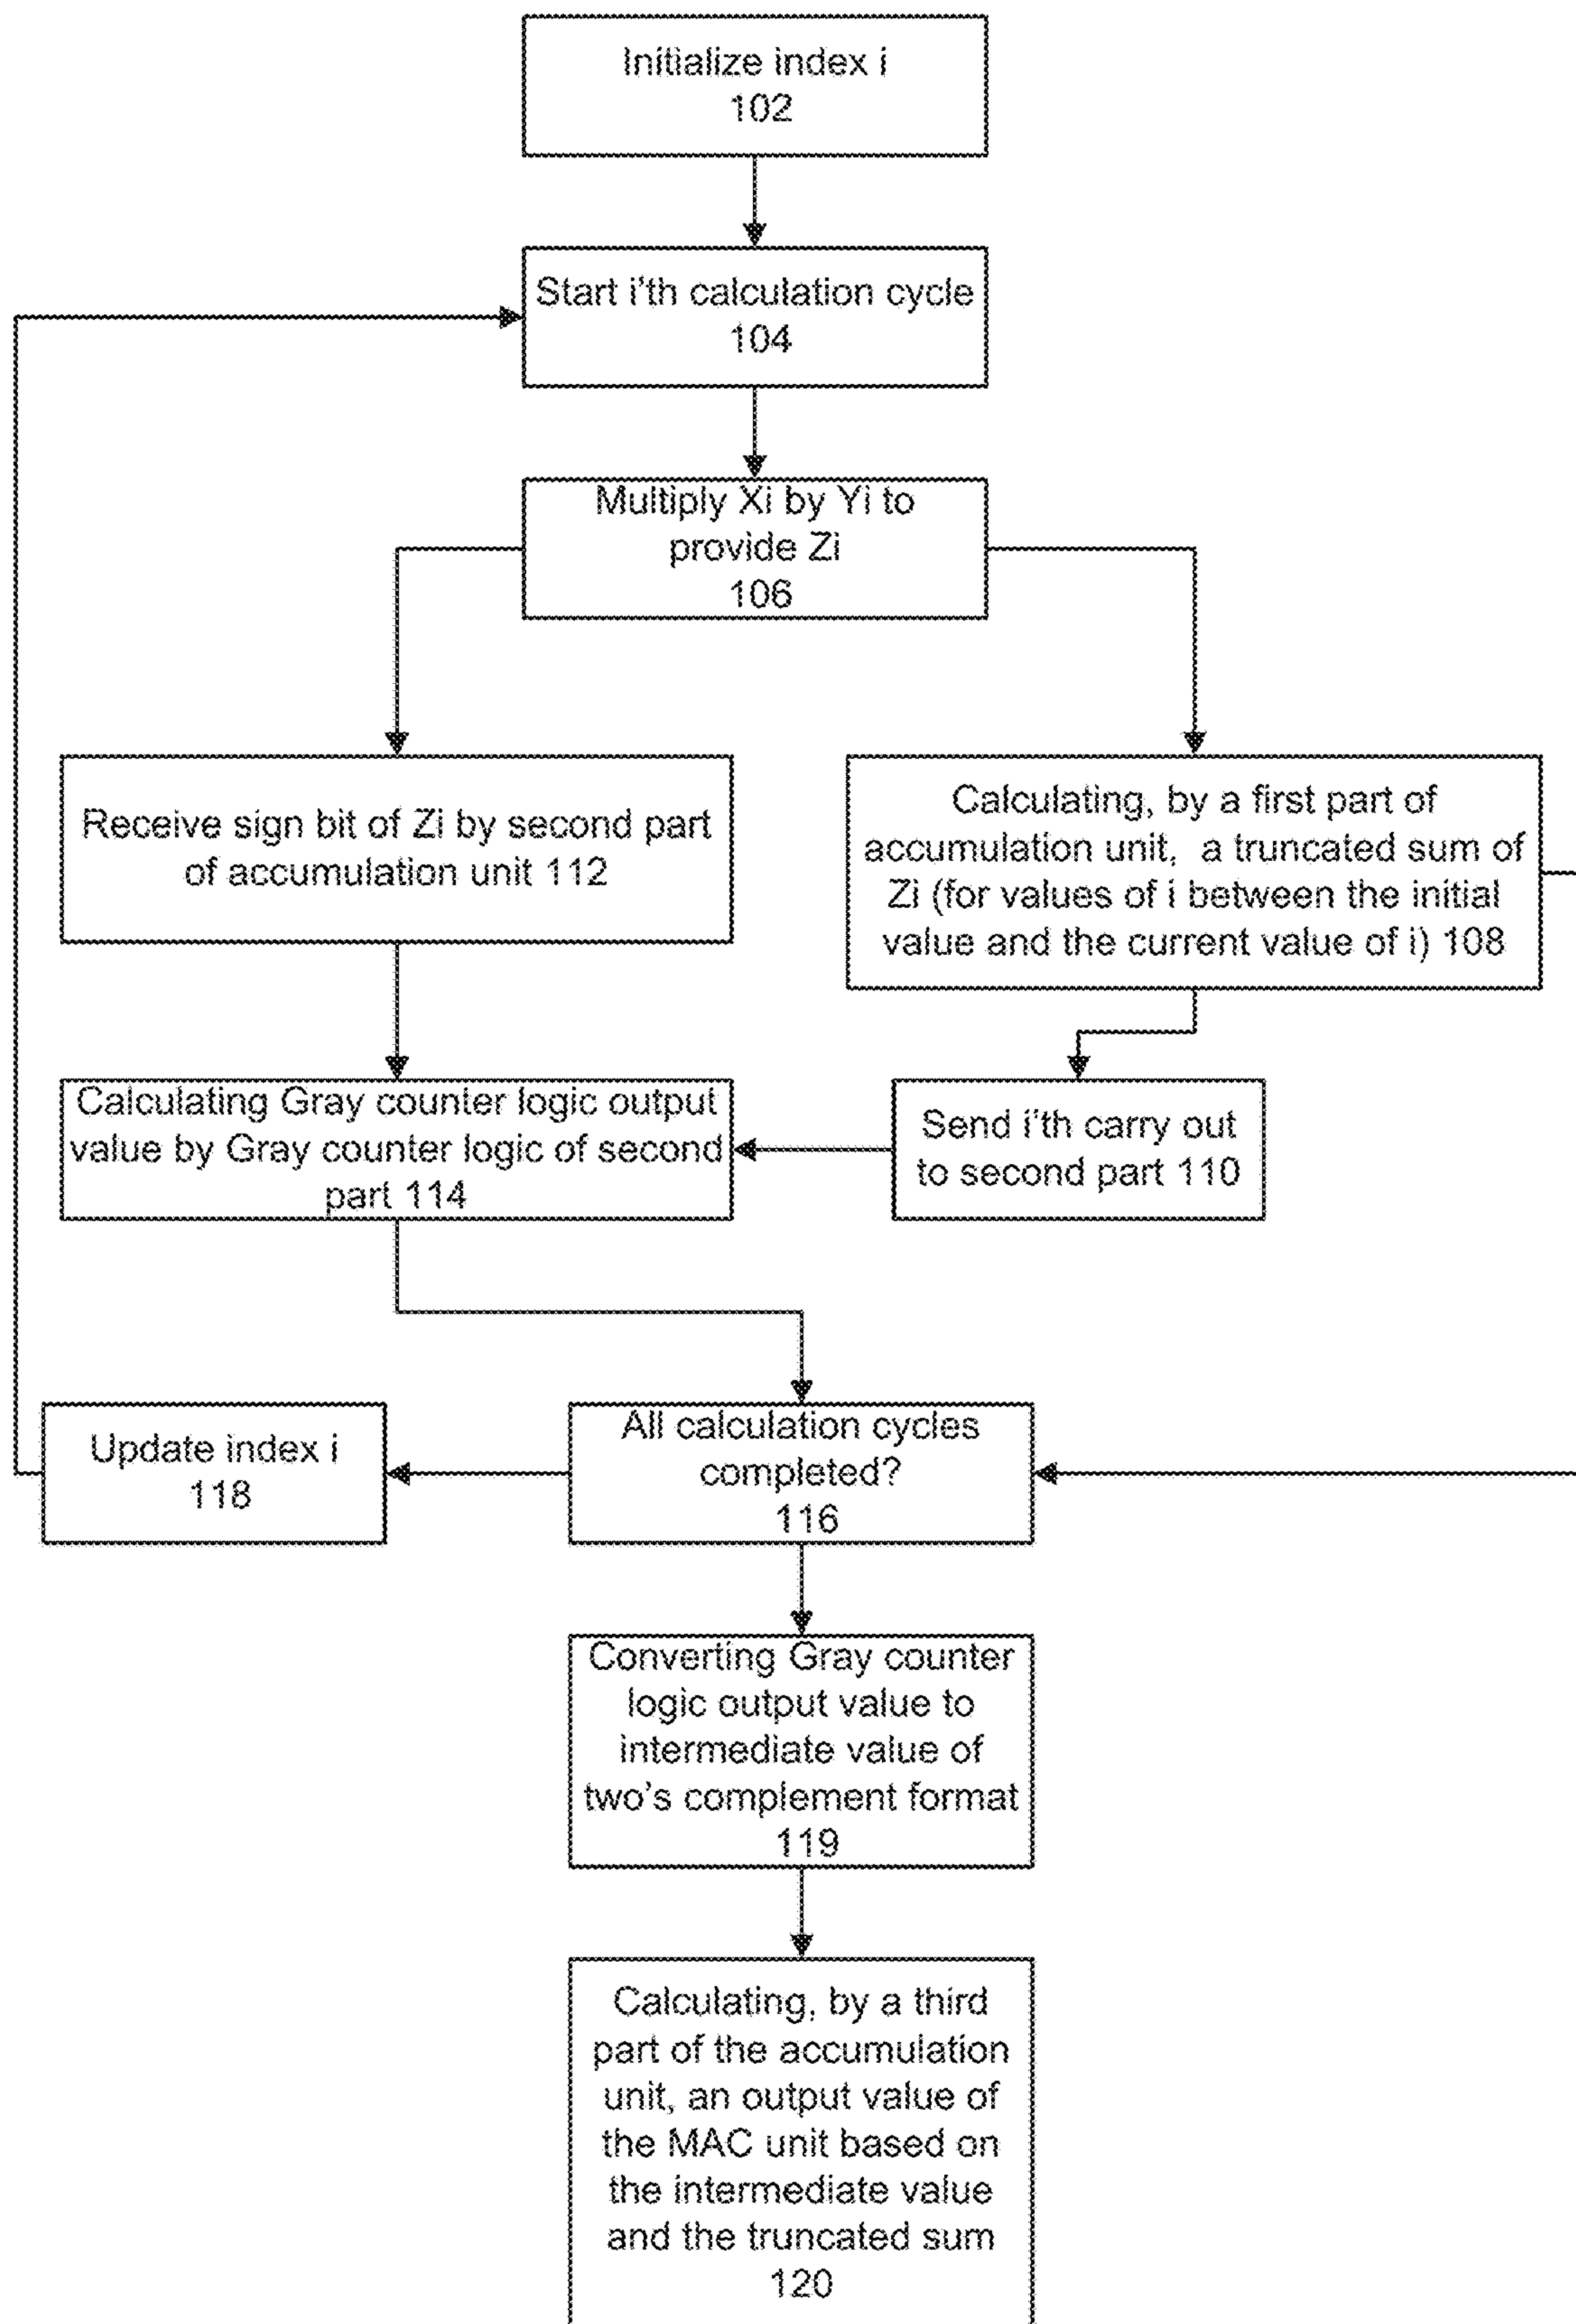 Initialize index i
102
Start i'th calculation cycle
104
Multiply Xi by Yi to
provide Zi
106
Receive sign bit of Zi by second part
of accumulation unit 112
Calculating, by a first part of
accumulation unit, a truncated sum of
Zi (for values of i between the initial
value and the current value of i) 108
Calculating Gray counter logic output
value by Gray counter logic of second
part 114
Send i'th carry out
to second part 110
Update index i
118
All calculation cycles
completed?
116
Converting Gray counter
logic output value to
intermediate value of
two's complement format
119
Calculating, by a third
part of the accumulation
unit, an output value of
the MAC unit based on
the intermediate value
and the truncated sum
120